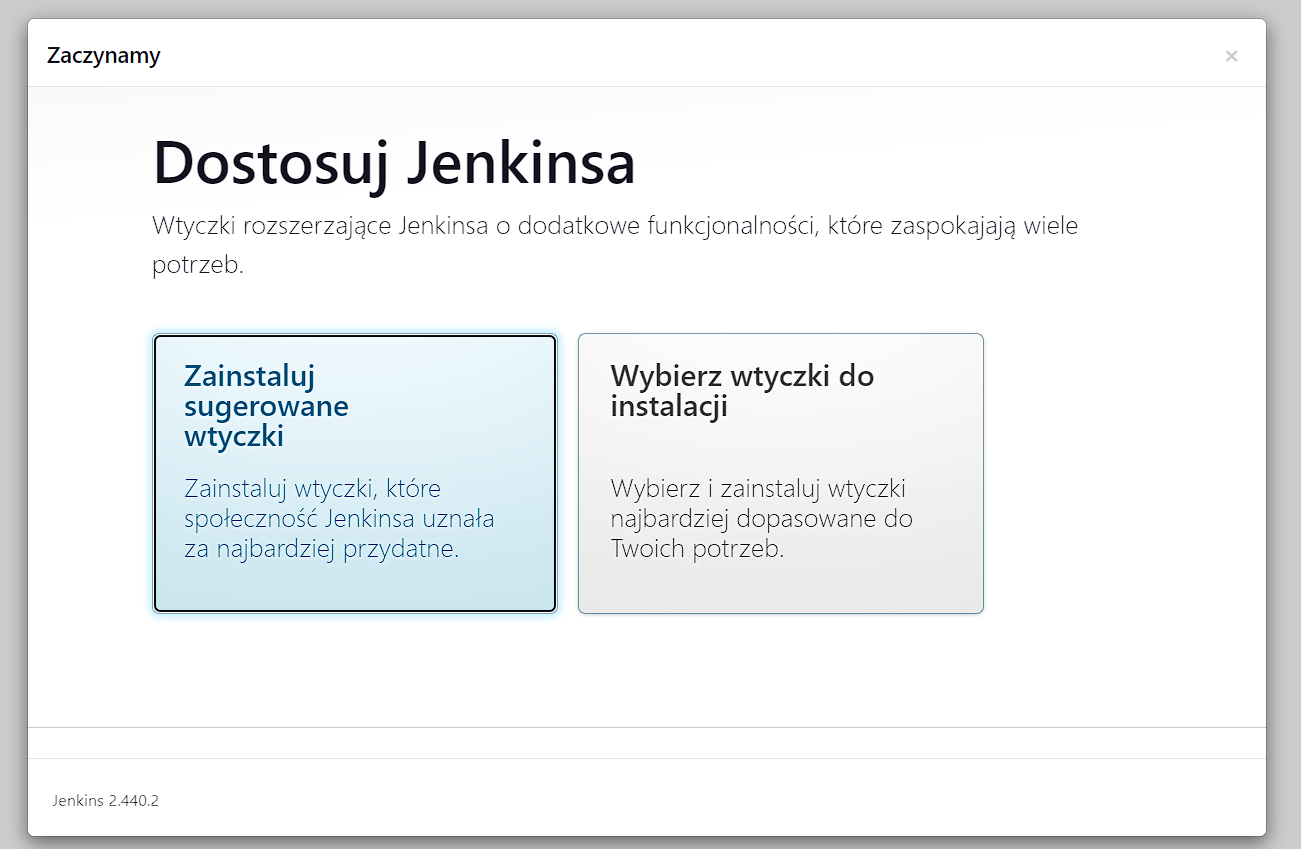 Zaczynamy
×
Dostosuj Jenkinsa
Wtyczki rozszerzające Jenkinsa o dodatkowe funkcjonalności, które zaspokajają wiele
potrzeb.
Zainstaluj
sugerowane
wtyczki
Zainstaluj wtyczki, które
społeczność Jenkinsa uznała
za najbardziej przydatne.
Wybierz wtyczki do
instalacji
Wybierz i zainstaluj wtyczki
najbardziej dopasowane do
Twoich potrzeb.
Jenkins 2.440.2